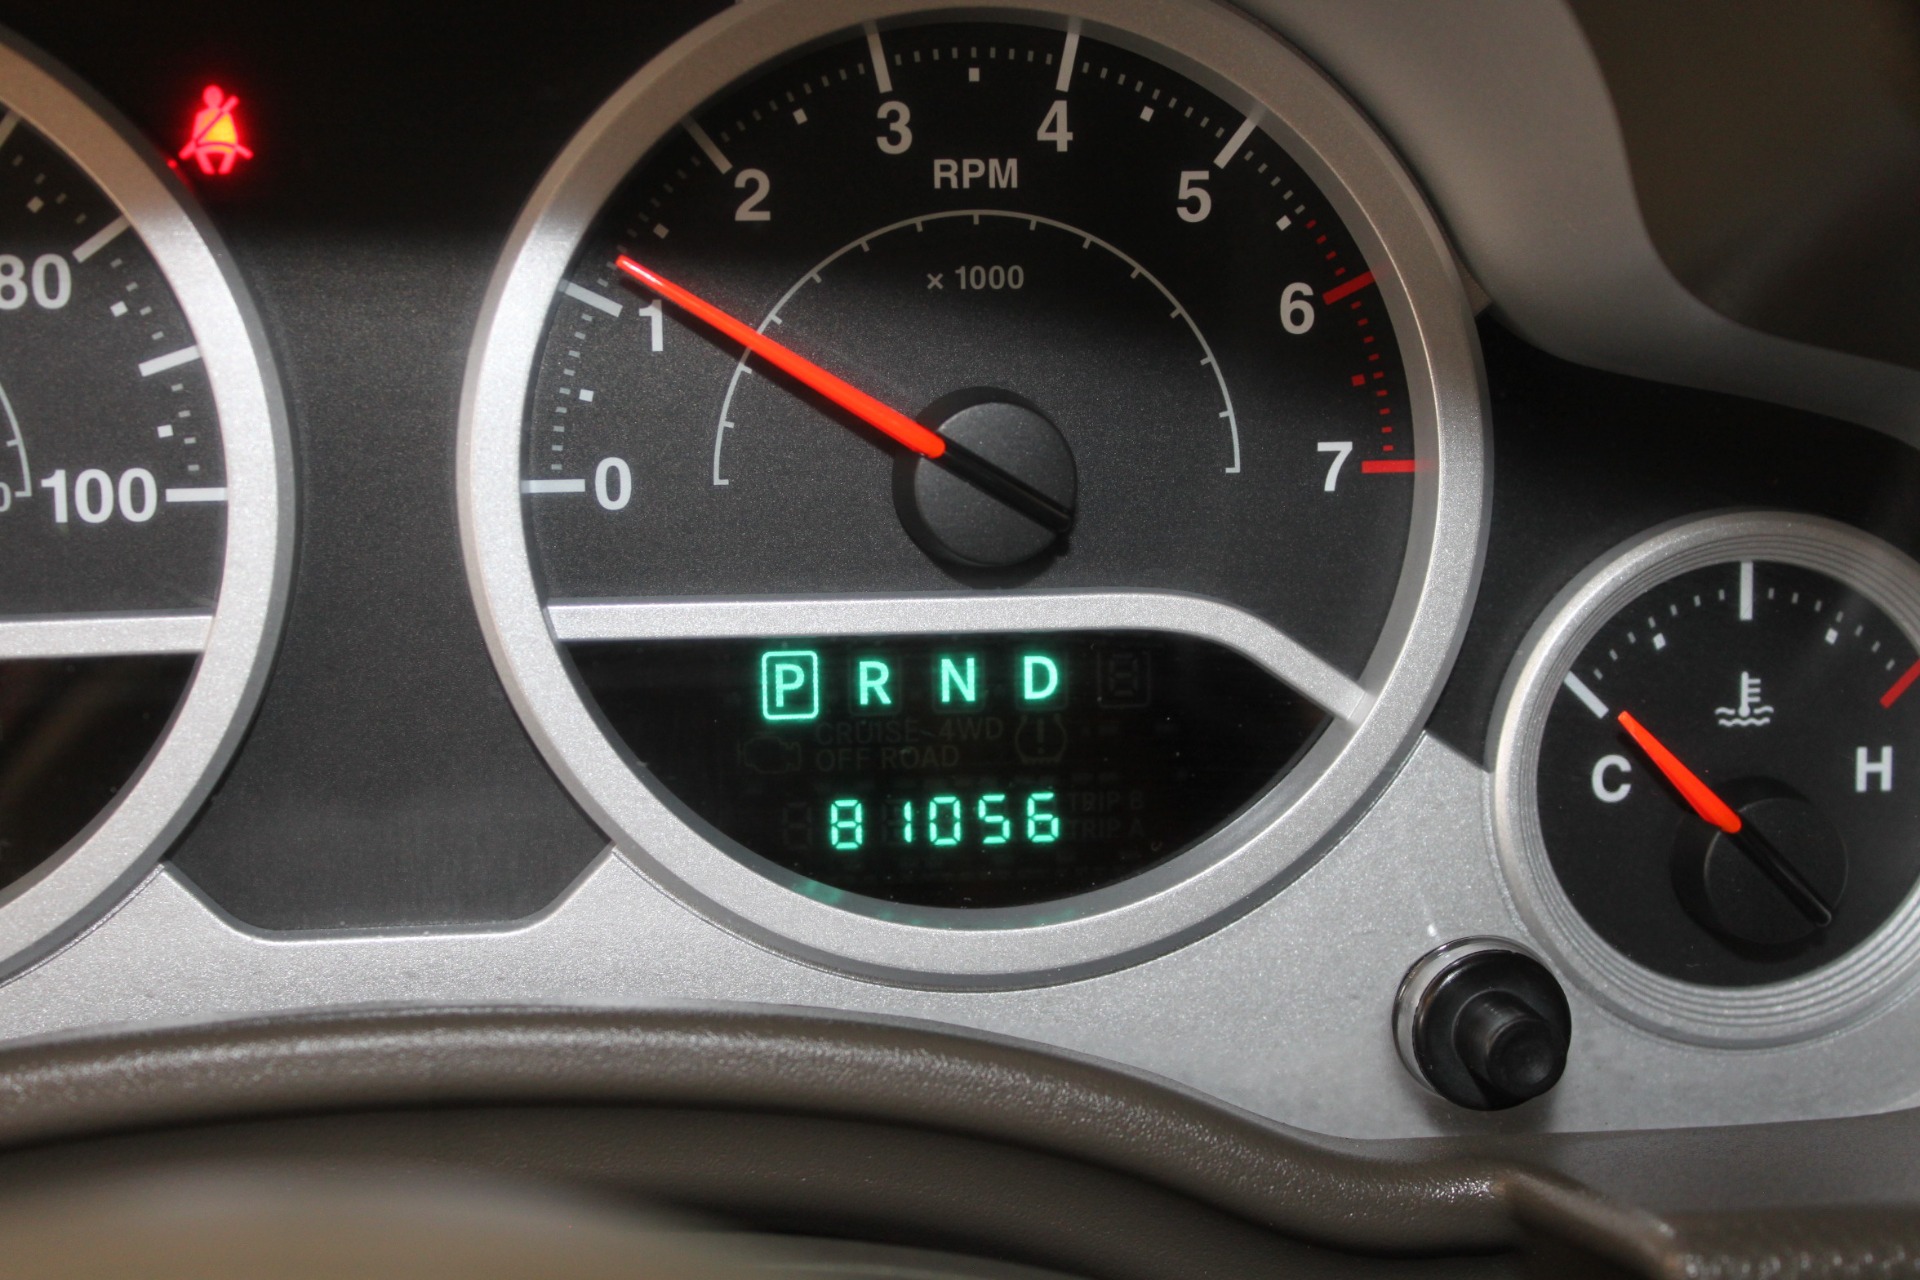 3 4
2 5
RPM
× 1000
80
1 6
100
0 7
P R N D
CRUISE 4WD
OFF ROAD
TRIP B
TRIP A
81056
C H